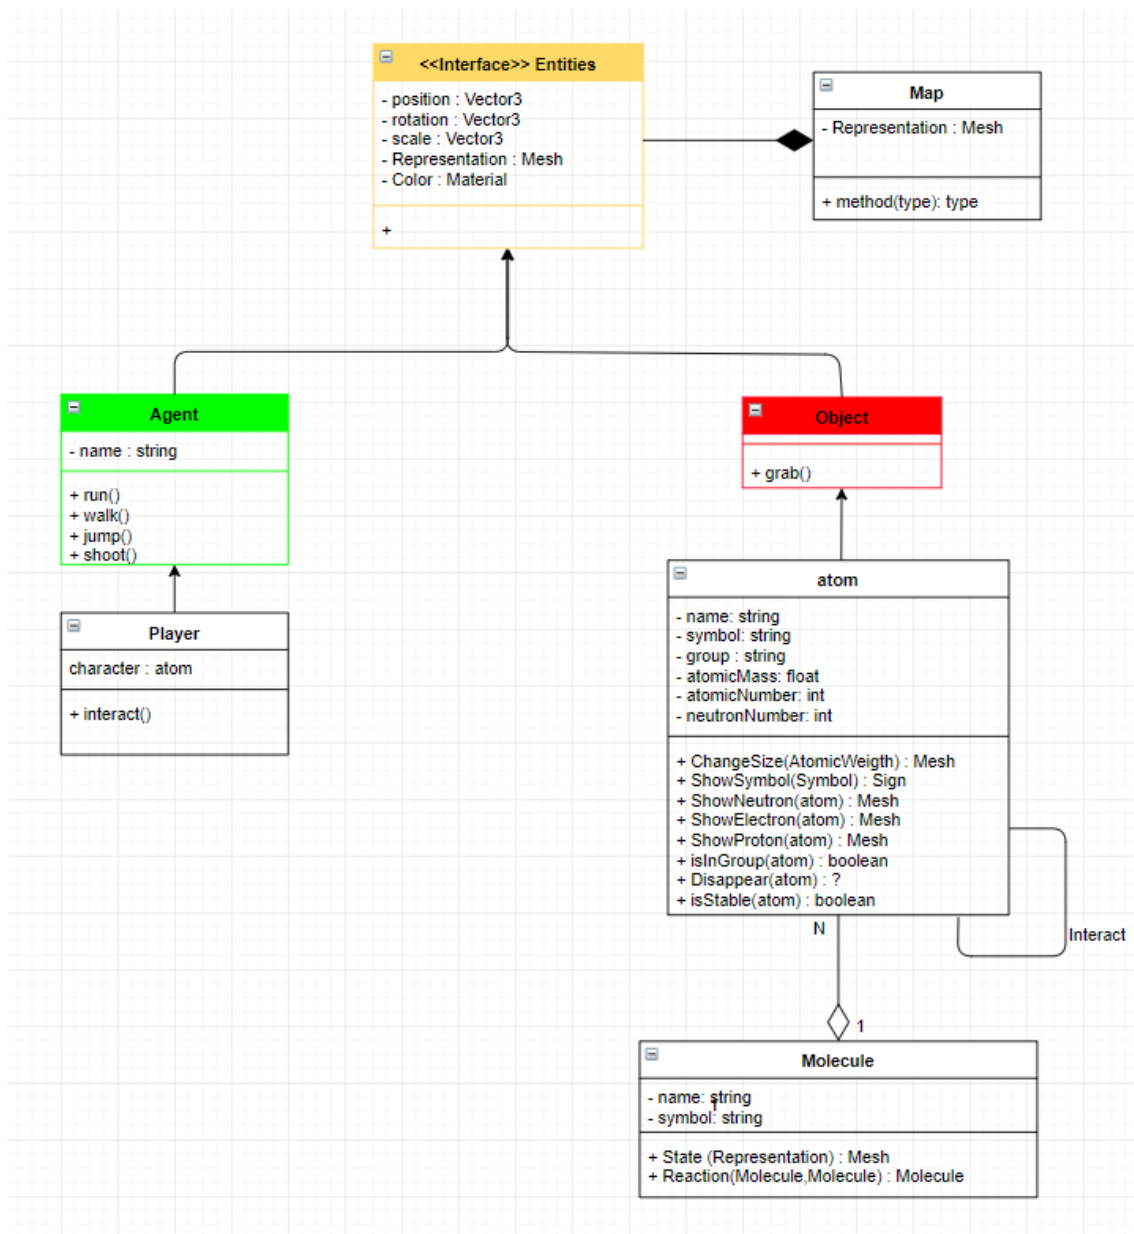 <<Interface>> Entities
- position : Vector3
- rotation : Vector3
- scale : Vector3
- Representation : Mesh
- Color : Material
+
Map
- Representation : Mesh
+ method(type): type
Agent
- name : string
+ run()
+ walk()
+ jump()
+ shoot()
Object
+ grab()
Player
character : atom
+ interact()
atom
- name: string
- symbol: string
- group : string
- atomicMass: float
- atomicNumber: int
- neutronNumber: int
+ ChangeSize(AtomicWeigth) : Mesh
+ ShowSymbol(Symbol) : Sign
+ ShowNeutron(atom) : Mesh
+ ShowElectron(atom) : Mesh
+ ShowProton(atom) : Mesh
+ isInGroup(atom) : boolean
+ Disappear(atom) : ?
+ isStable(atom) : boolean
N
Interact
1
Molecule
- name: string
- symbol: string
+ State (Representation) : Mesh
+ Reaction(Molecule,Molecule) : Molecule